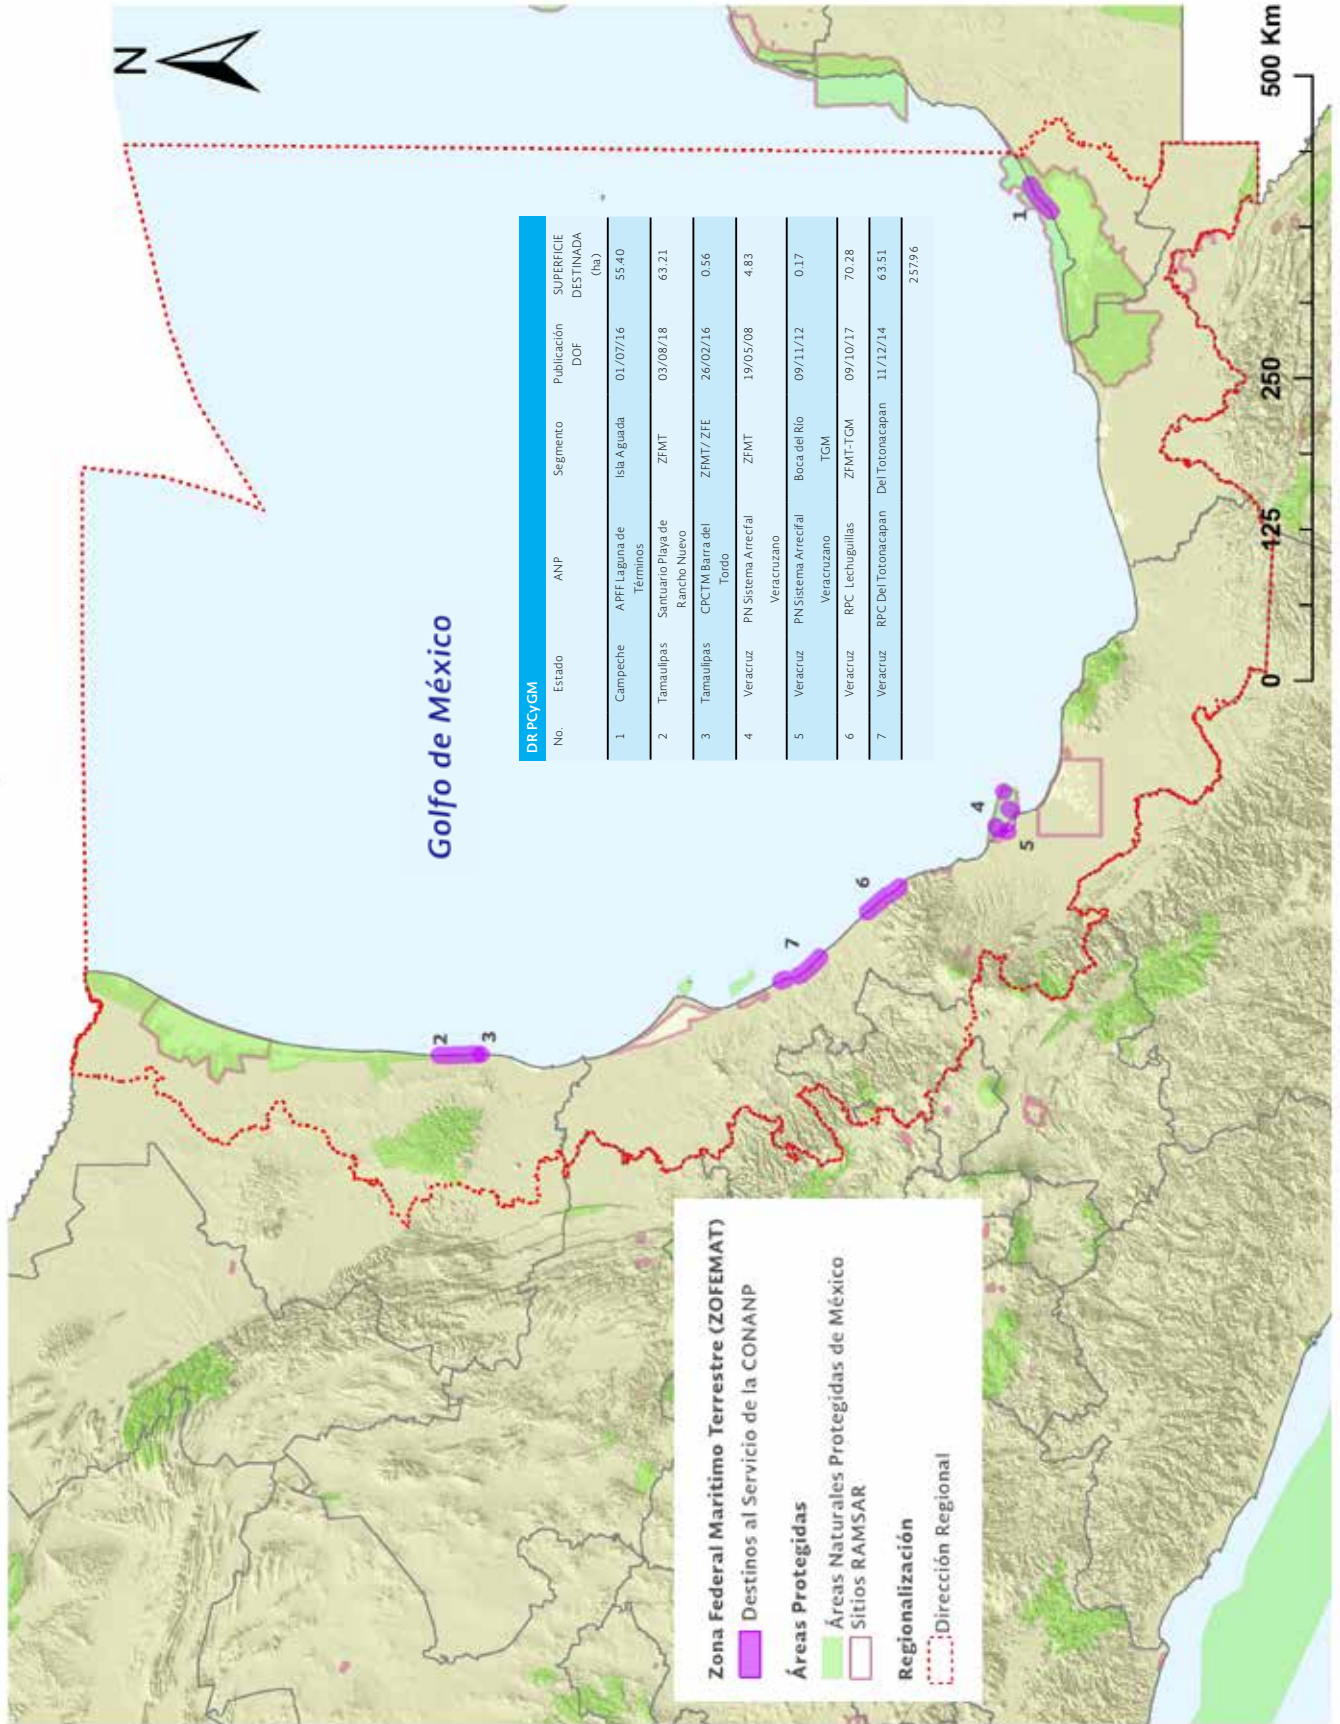 N
Golfo de México
DR PCyGM
No. Estado ANP Segmento Publicación DOF SUPERFICIE DESTINADA (ha)
1 Campeche APFF Laguna de Términos Isla Aguada 01/07/16 55.40
2 Tamaulipas Santuario Playa de Rancho Nuevo ZFMT 03/08/18 63.21
3 Tamaulipas CPCTM Barra del Tordo ZFMT/ ZFE 26/02/16 0.56
4 Veracruz PN Sistema Arrecfal Veracruzano ZFMT 19/05/08 4.83
5 Veracruz PN Sistema Arrecifal Veracruzano Boca del Río TGM 09/11/12 0.17
6 Veracruz RPC Lechuguillas ZFMT-TGM 09/10/17 70.28
7 Veracruz RPC Del Totonacapan Del Totonacapan 11/12/14 63.51
257.96
2
3
7
6
4
5
1
Zona Federal Maritimo Terrestre (ZOFEMAT)
Destinos al Servicio de la CONANP
Áreas Protegidas
Áreas Naturales Protegidas de México
Sitios RAMSAR
Regionalización
Dirección Regional
0 125 250 500 Km